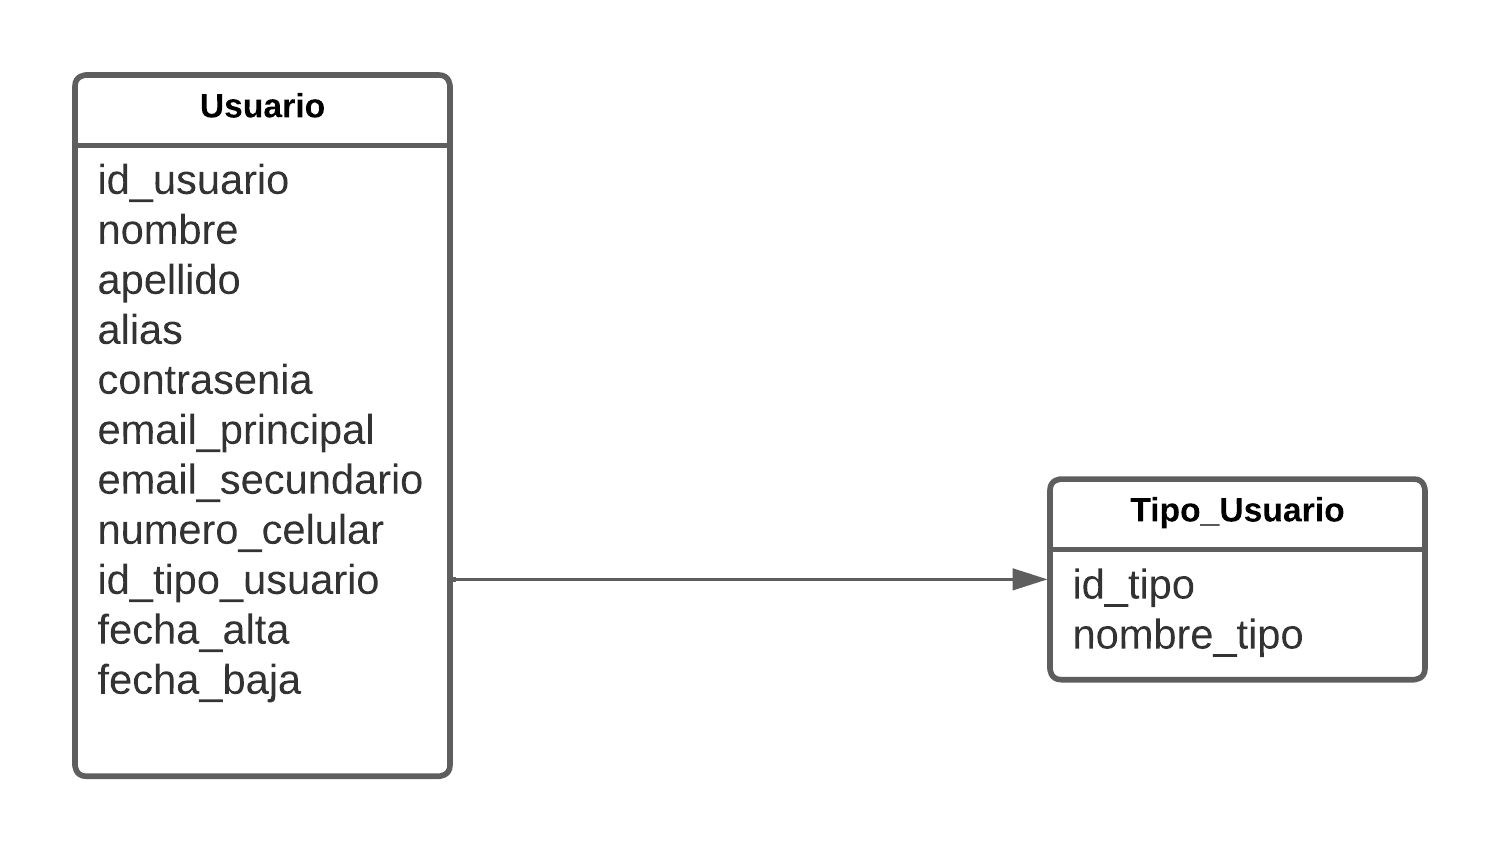 Usuario
id_usuario
nombre
apellido
alias
contrasenia
email_principal
email_secundario
numero_celular
id_tipo_usuario
fecha_alta
fecha_baja
Tipo_Usuario
id_tipo
nombre_tipo